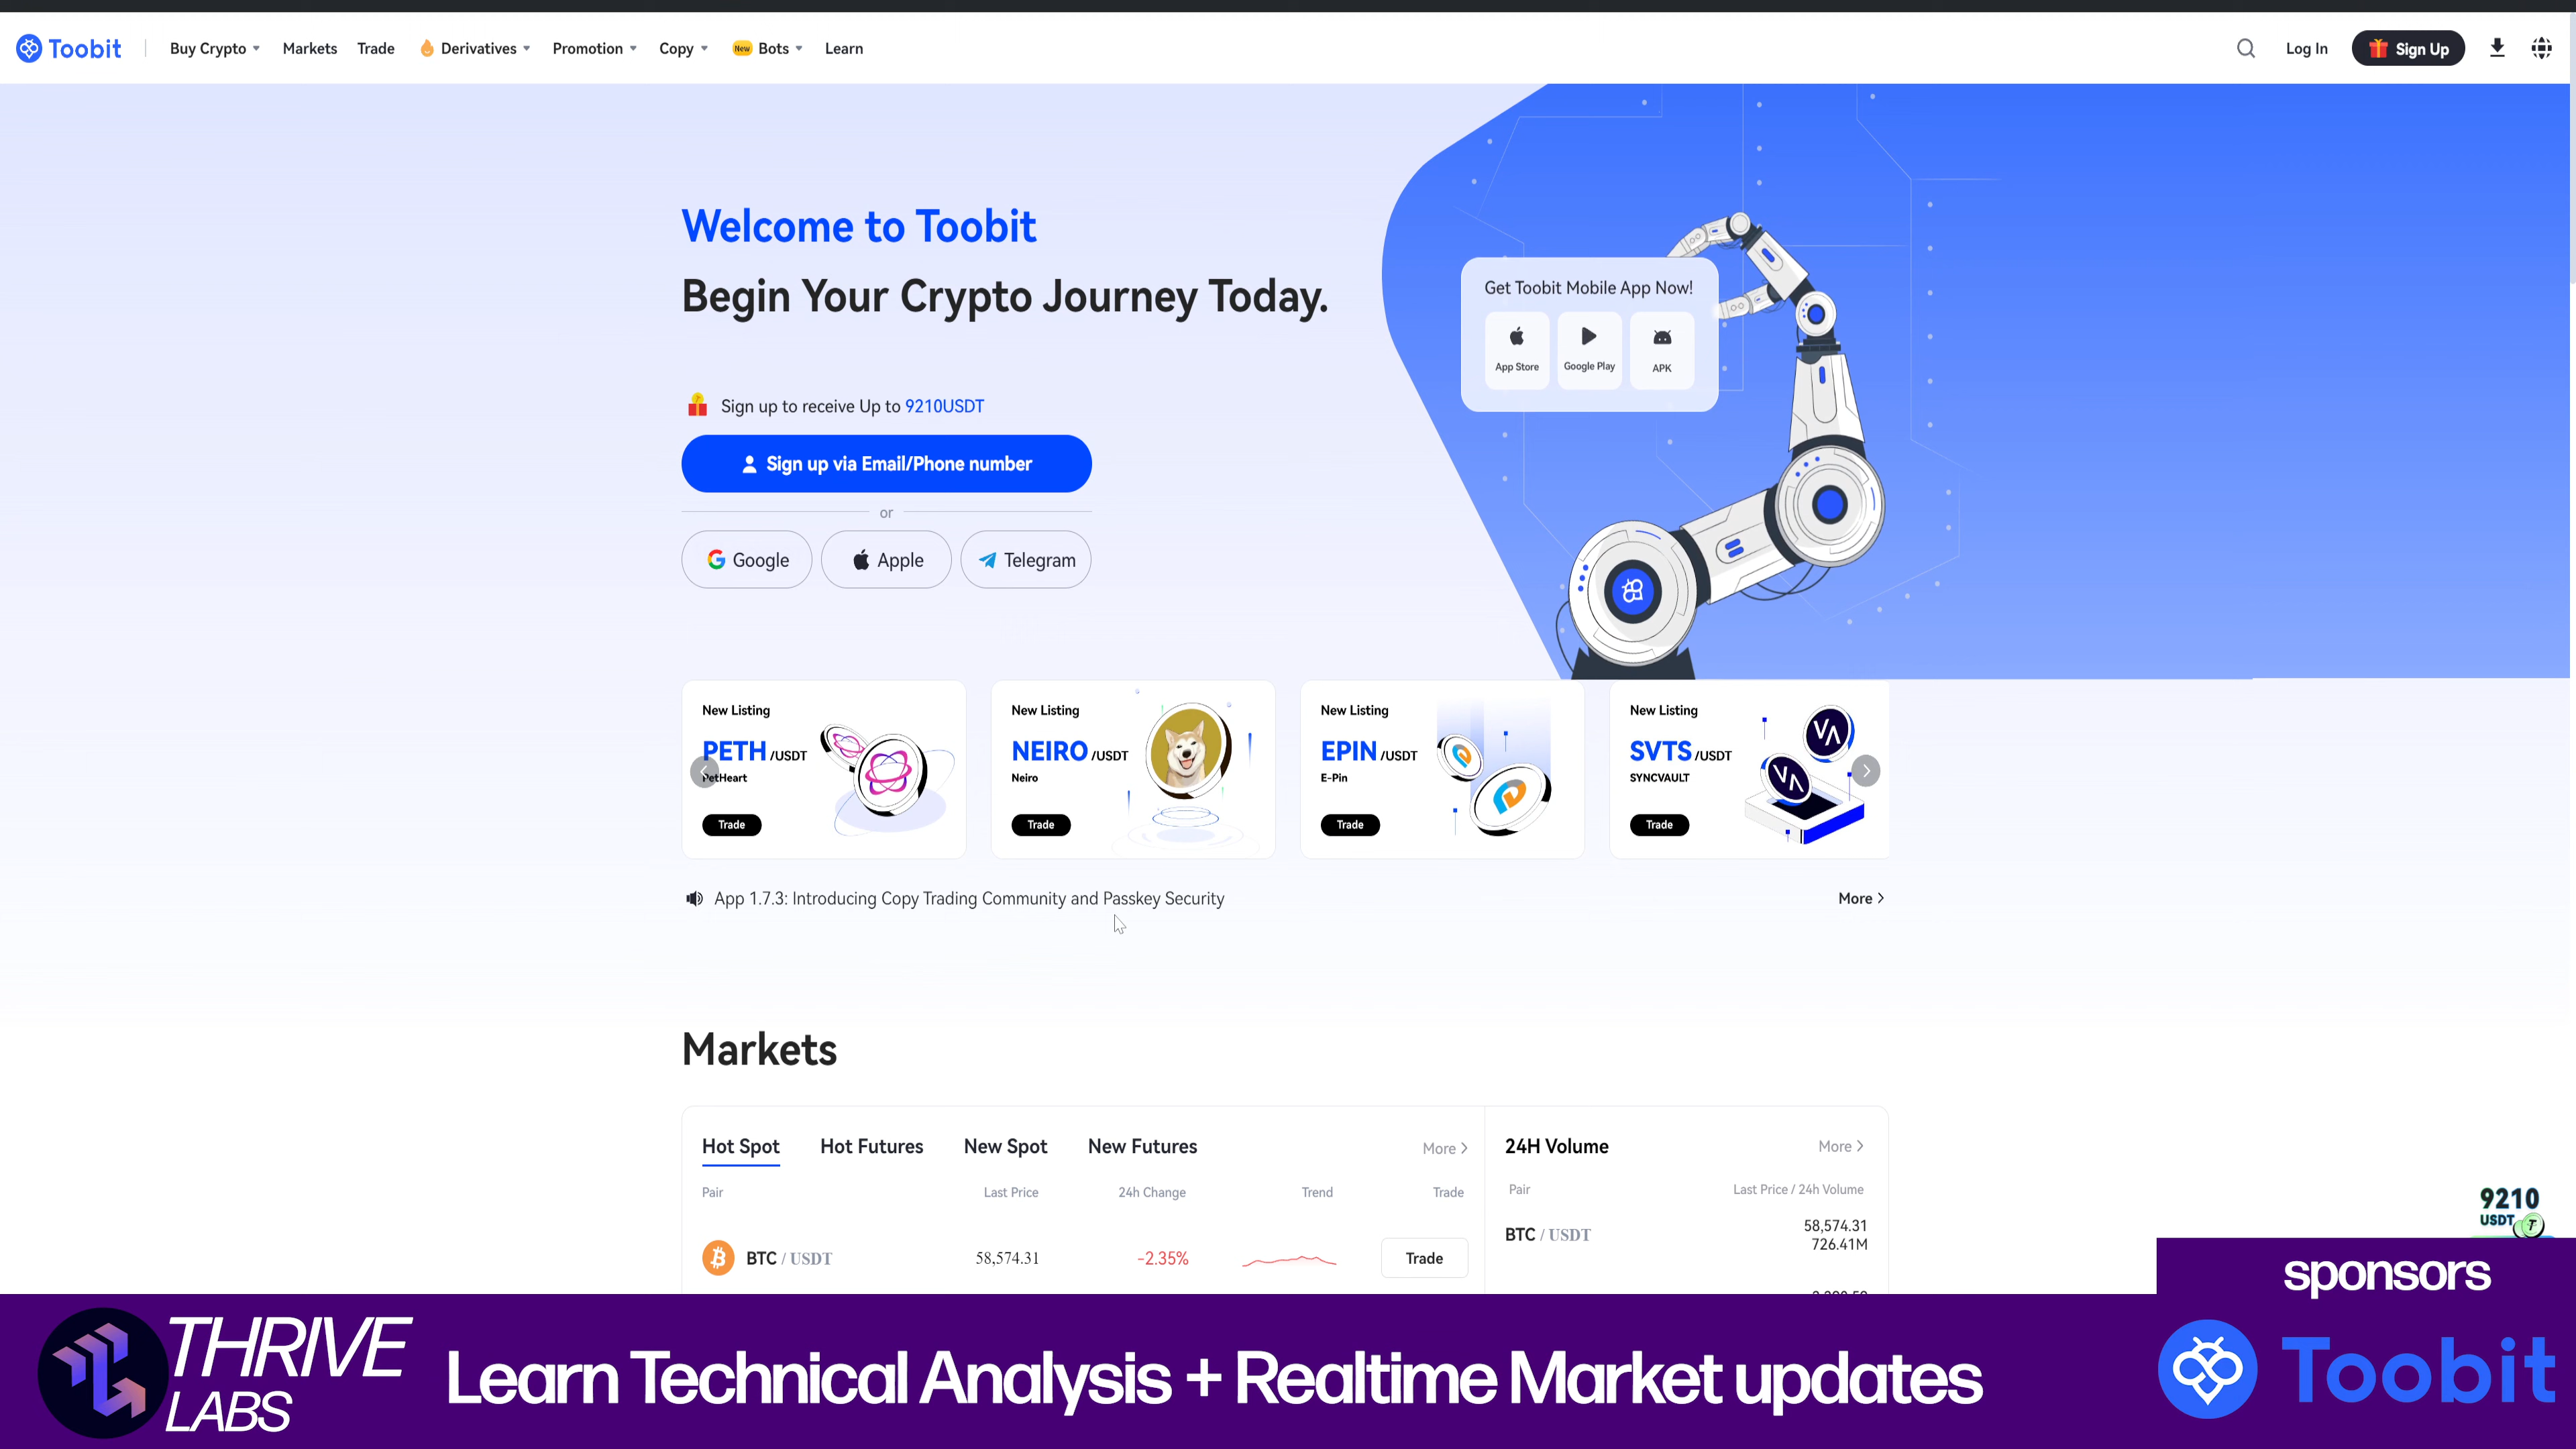 Toobit
Buy Crypto
Markets
Trade
Derivatives
Promotion
Copy
New
Bots
Learn
Log In
Sign Up
Welcome to Toobit
Begin Your Crypto Journey Today.
Get Toobit Mobile App Now!
App Store
Google Play
APK
Sign up to receive Up to 9210USDT
Sign up via Email/Phone number
or
Google
Apple
Telegram
New Listing
PETH /USDT
PetHeart
Trade
New Listing
NEIRO /USDT
Neiro
Trade
New Listing
EPIN /USDT
E-Pin
Trade
New Listing
SVTS /USDT
SYNCVAULT
Trade
App 1.7.3: Introducing Copy Trading Community and Passkey Security
More
Markets
Hot Spot
Hot Futures
New Spot
New Futures
More
Pair
Last Price
24h Change
Trend
Trade
BTC / USDT
58,574.31
-2.35%
Trade
24H Volume
More
Pair
Last Price / 24h Volume
BTC / USDT
58,574.31
726.41M
9210
USDT
sponsors
THRIVE
LABS
Learn Technical Analysis + Realtime Market updates
Toobit